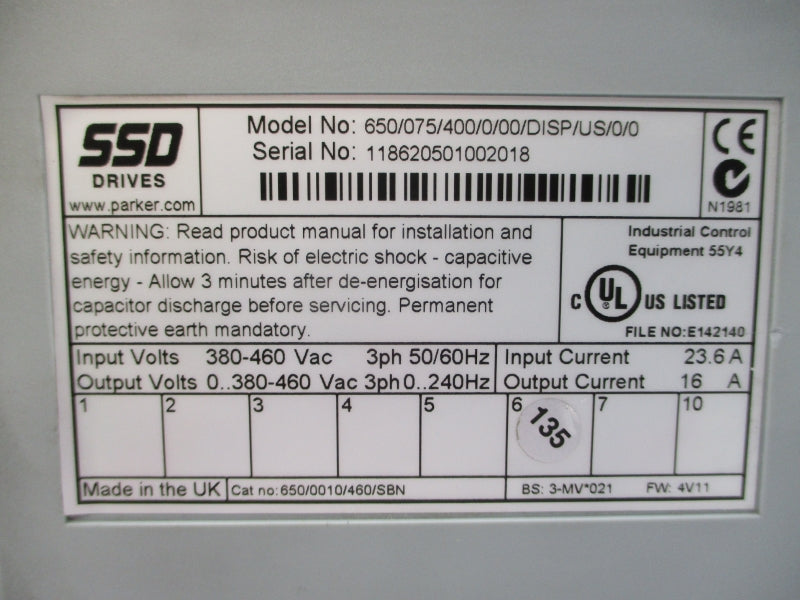 SSD
DRIVES
www.parker.com
Model No: 650/075/400/0/00/DISP/US/0/0
Serial No: 118620501002018
CE
N1981
WARNING: Read product manual for installation and
safety information. Risk of electric shock - capacitive
energy - Allow 3 minutes after de-energisation for
capacitor discharge before servicing. Permanent
protective earth mandatory.
Industrial Control
Equipment 55Y4
C UL US LISTED
FILE NO:E142140
Input Volts 380-460 Vac 3ph 50/60Hz Input Current 23.6 A
Output Volts 0..380-460 Vac 3ph 0..240Hz Output Current 16 A
1 2 3 4 5 6 7 10
135
Made in the UK Cat no: 650/0010/460/SBN BS: 3-MV*021 FW: 4V11